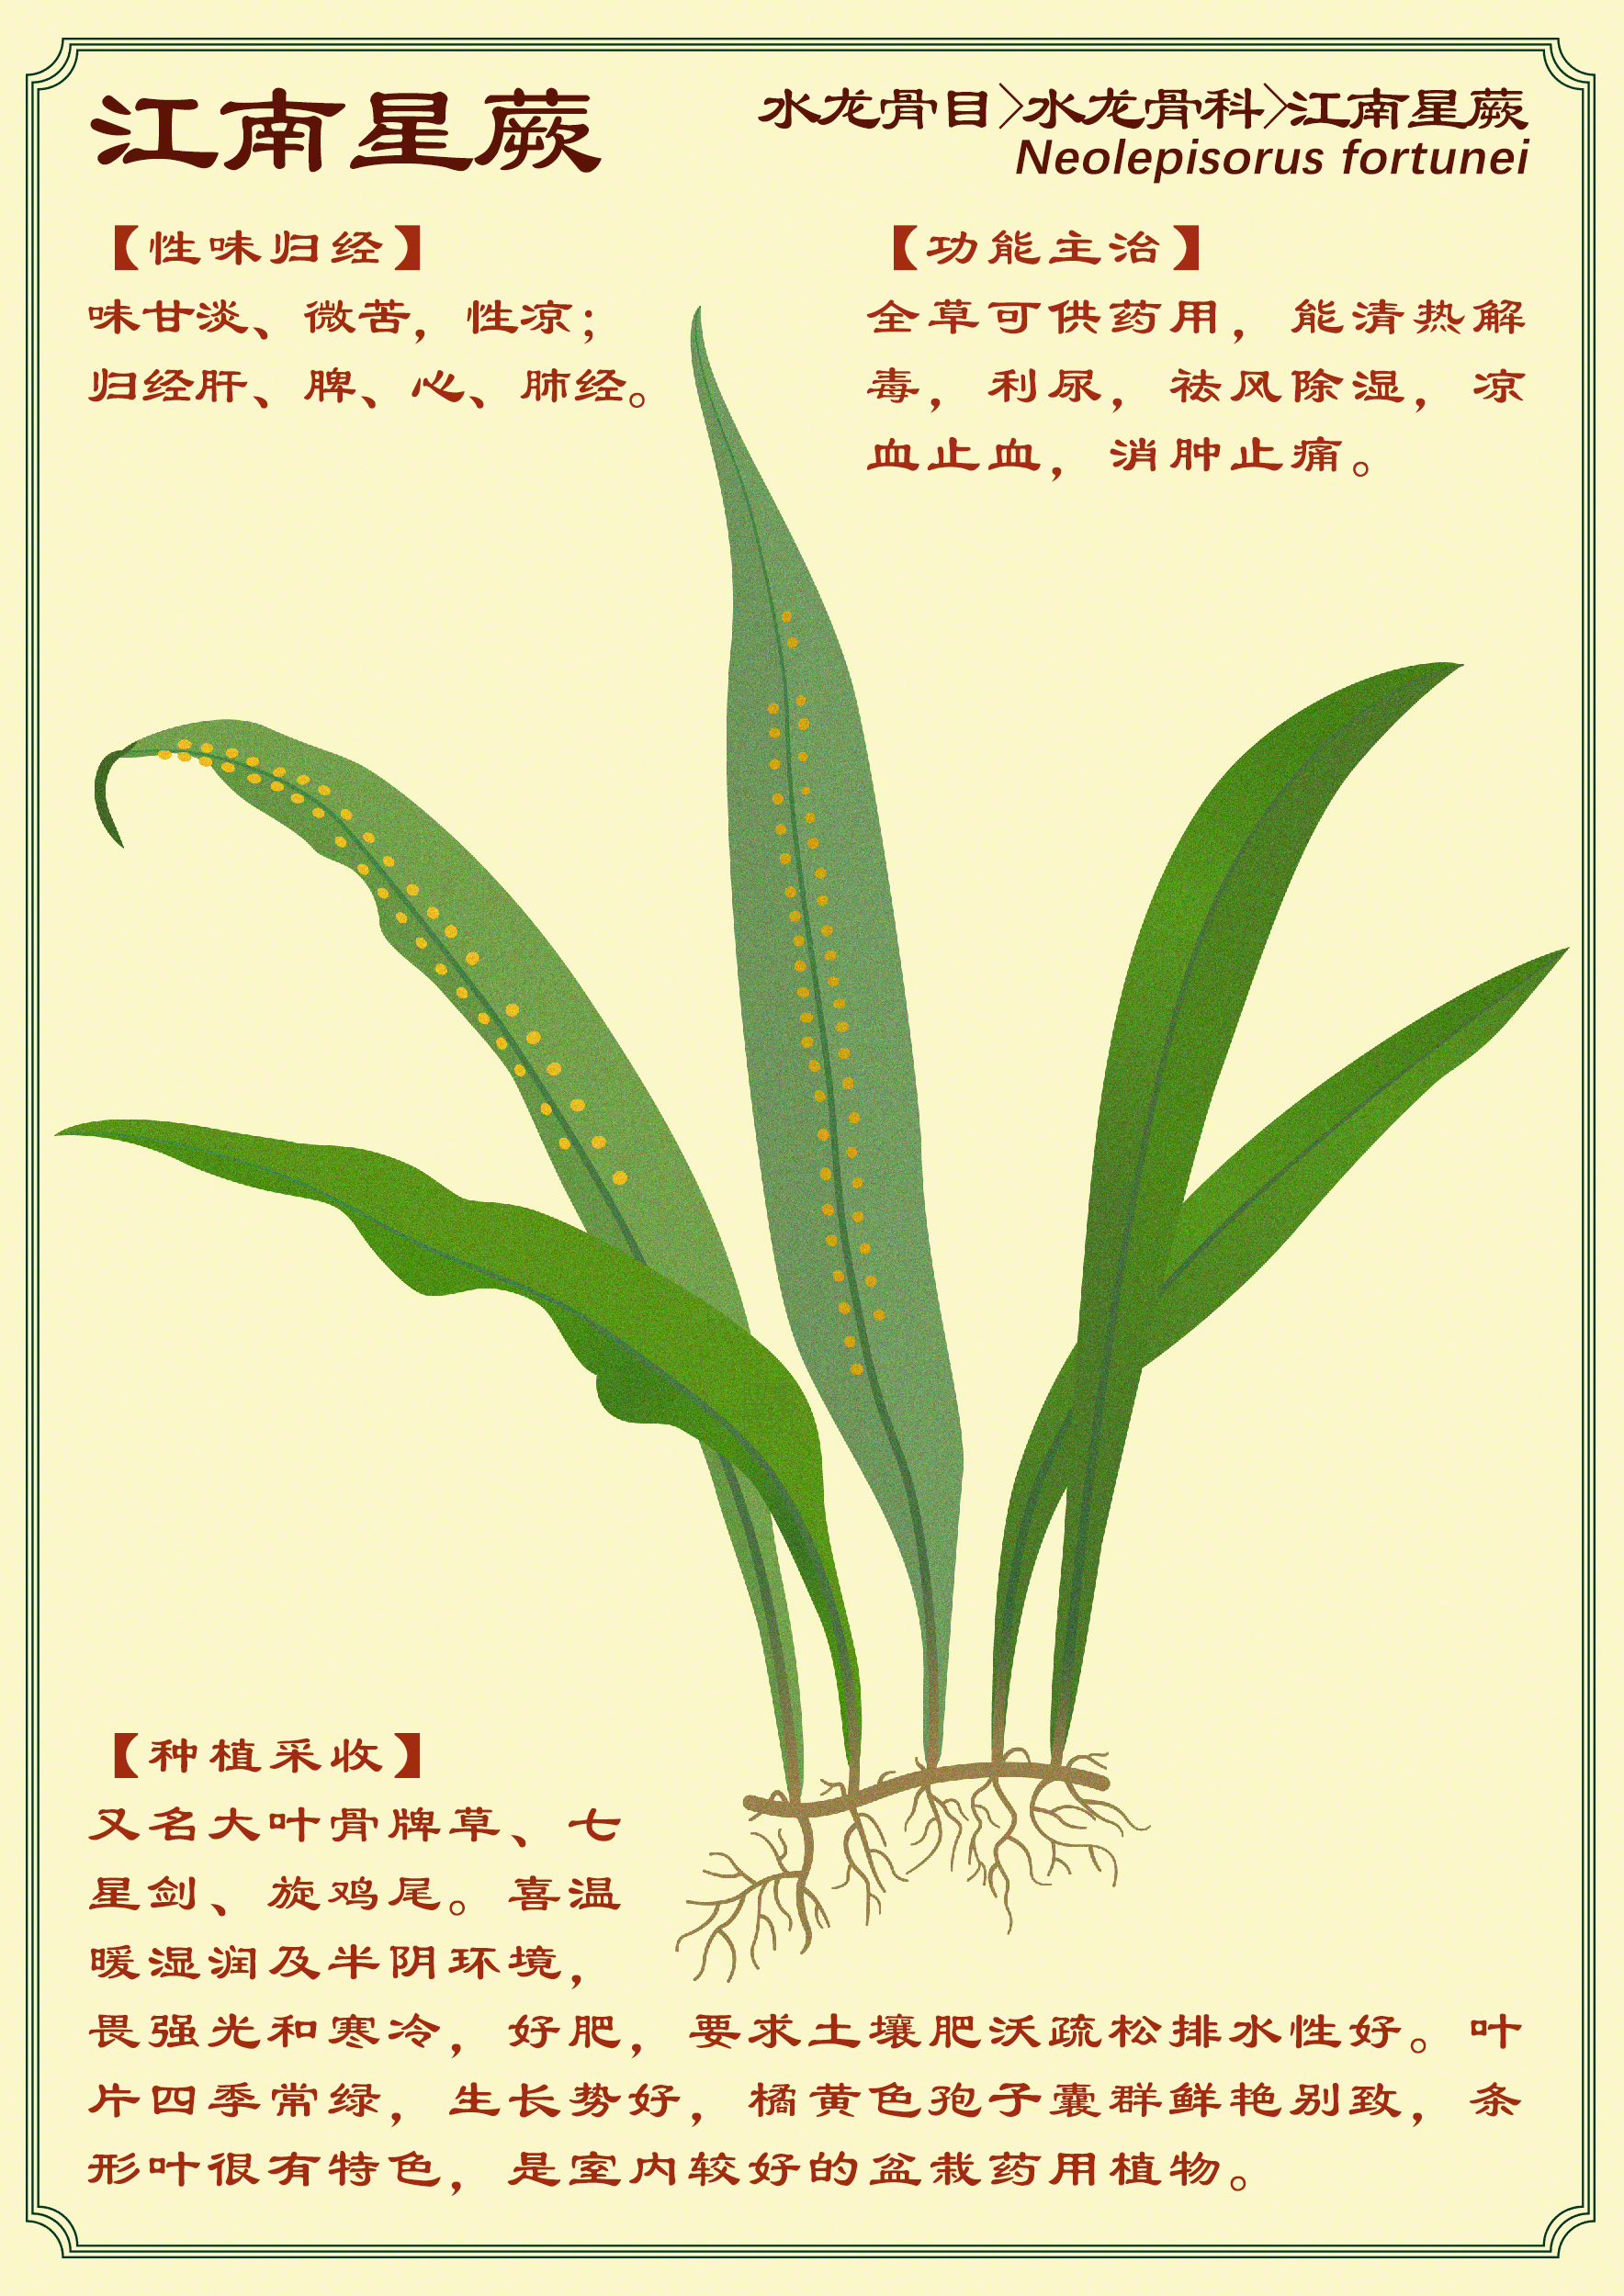 江南星蕨
水龙骨目>水龙骨科>江南星蕨
Neolepisorus fortunei
【性味归经】
味甘淡、微苦，性凉；
归经肝、脾、心、肺经。
【功能主治】
全草可供药用，能清热解
毒，利尿，祛风除湿，凉
血止血，消肿止痛。
【种植采收】
又名大叶骨牌草、七
星剑、旋鸡尾。喜温
暖湿润及半阴环境，
畏强光和寒冷，好肥，要求土壤肥沃疏松排水性好。叶
片四季常绿，生长势好，橘黄色孢子囊群鲜艳别致，条
形叶很有特色，是室内较好的盆栽药用植物。